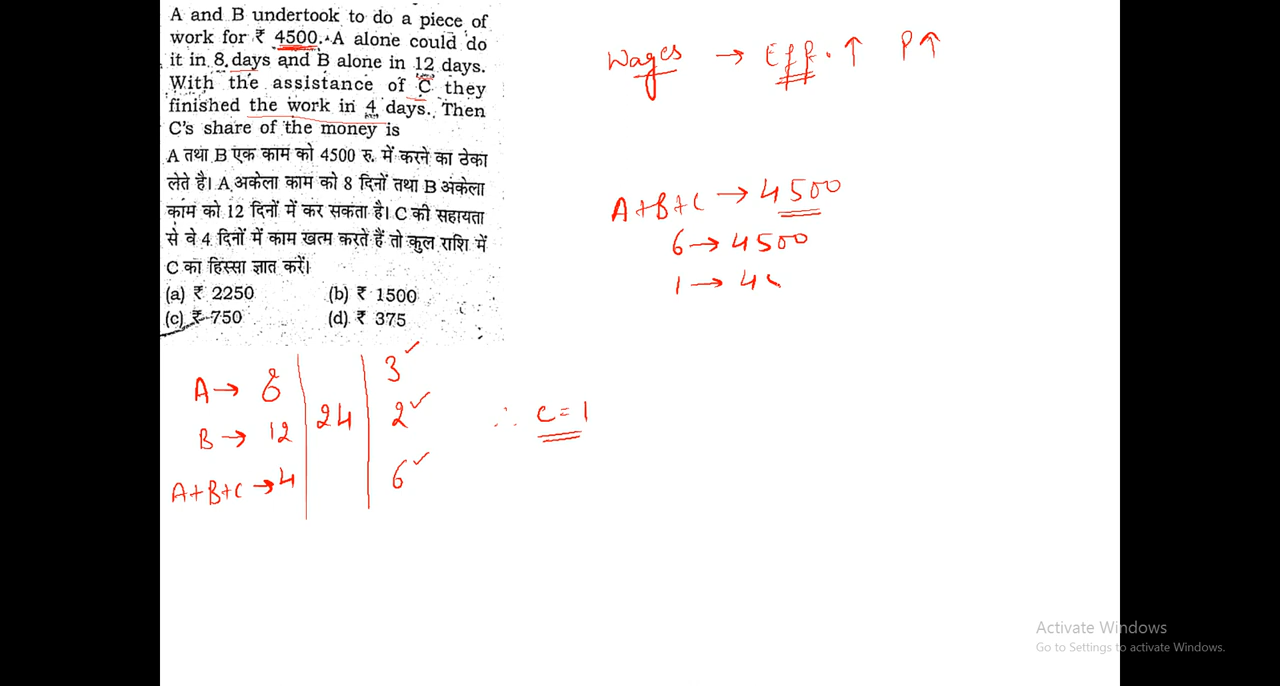 A and B undertook to do a piece of
work for ₹ 4500. A alone could do
it in 8 days and B alone in 12 days.
With the assistance of C they
finished the work in 4 days. Then
C's share of the money is
A तथा B एक काम को 4500 रु. में करने का ठेका
लेते है। A अकेला काम को 8 दिनों तथा B अकेला
काम को 12 दिनों में कर सकता है। C की सहायता
से वे 4 दिनों में काम खत्म करते हैं तो कुल राशि में
C का हिस्सा ज्ञात करें।
(a) ₹ 2250 (b) ₹ 1500
(c) ₹ 750 (d) ₹ 375
Wages → Eff. ↑ P↑
A+B+C → 4500
6 → 4500
1 → 4
A → 8 3
B → 12 24 2
A+B+C → 4 6
∴ C = 1
Activate Windows
Go to Settings to activate Windows.